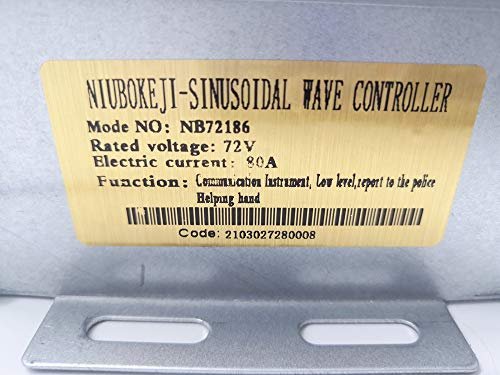 NIUBOKEJI-SINUSOIDAL WAVE CONTROLLER
Mode NO: NB72186
Rated voltage: 72V
Electric current: 80A
Function: Communication Instrument, Low level,report to the police
Helping hand
Code: 2103027280008